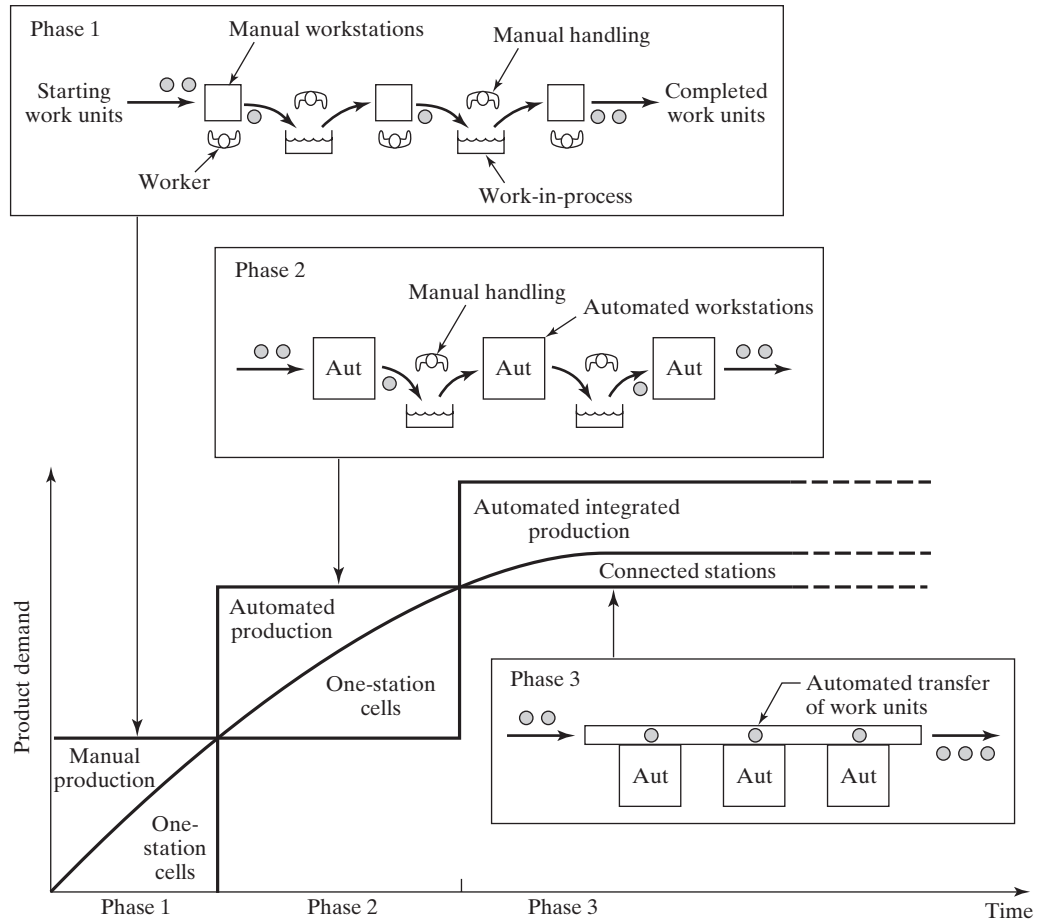 Phase 1
Manual workstations
Manual handling
Starting
work units
Completed
work units
Worker
Work-in-process
Phase 2
Manual handling
Automated workstations
Aut
Aut
Aut
Product demand
Automated integrated
production
Connected stations
Automated
production
One-station
cells
Manual
production
One-
station
cells
Phase 3
Automated transfer
of work units
Aut
Aut
Aut
Phase 1
Phase 2
Phase 3
Time